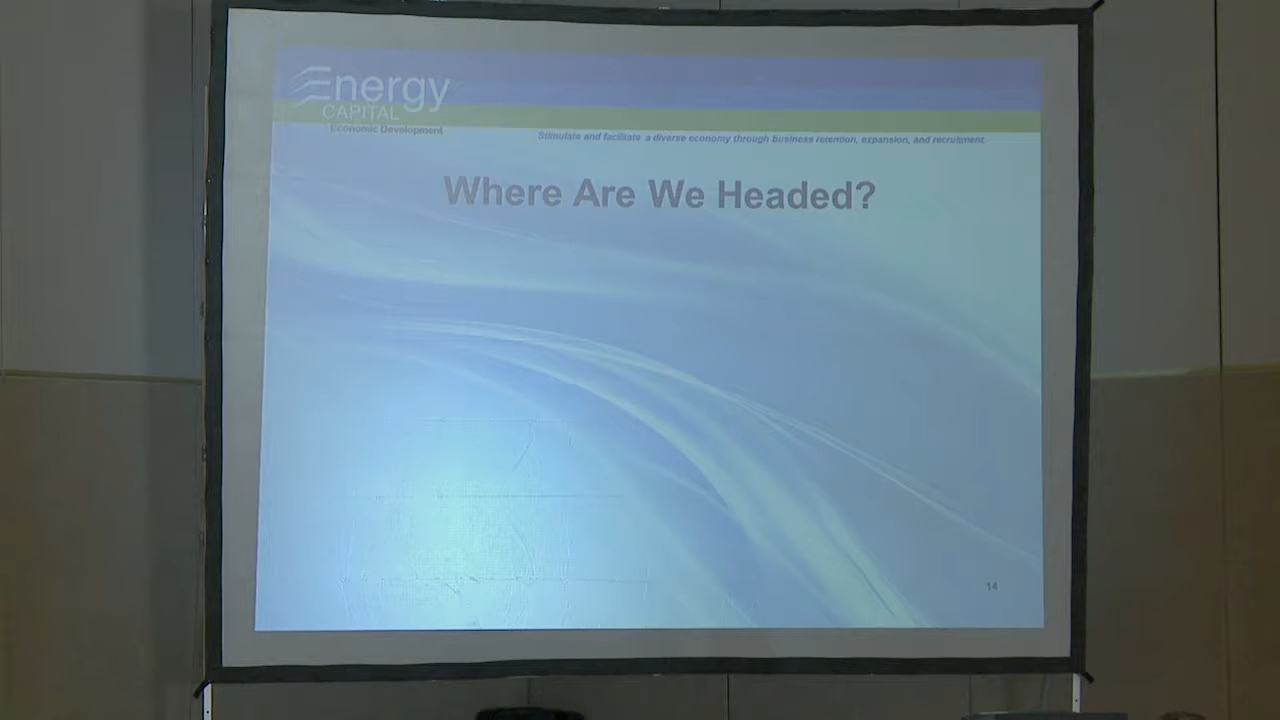 Energy
CAPITAL
Economic Development
Stimulate and facilitate a diverse economy through business retention, expansion, and recruitment.
Where Are We Headed?
14